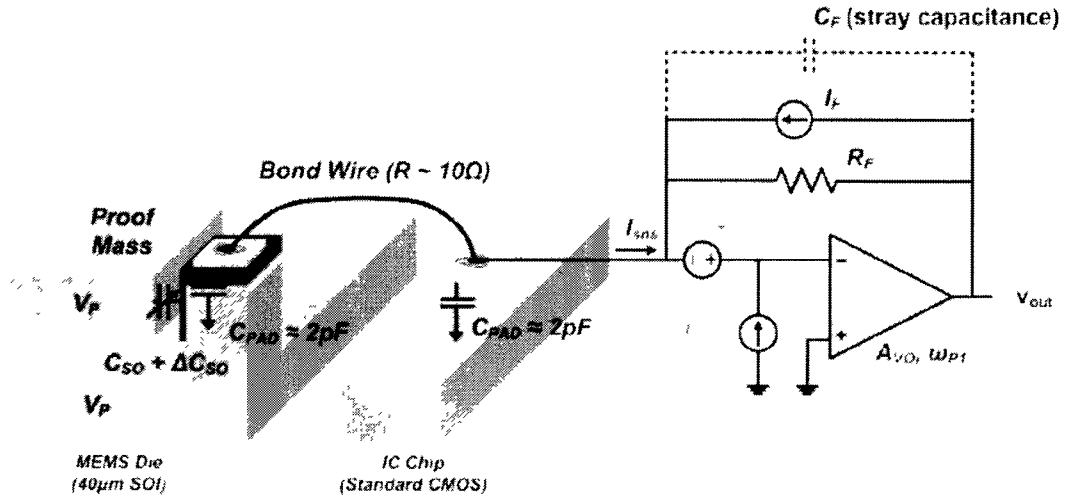 C_F (stray capacitance)
I_F
R_F
Bond Wire (R ~ 10Ω)
Proof
Mass
I_sns
V_P
C_PAD ≈ 2pF
C_PAD ≈ 2pF
C_SO + ΔC_SO
V_P
- +
−
+
v_out
A_VO, ω_P1
MEMS Die
(40μm SOI)
IC Chip
(Standard CMOS)